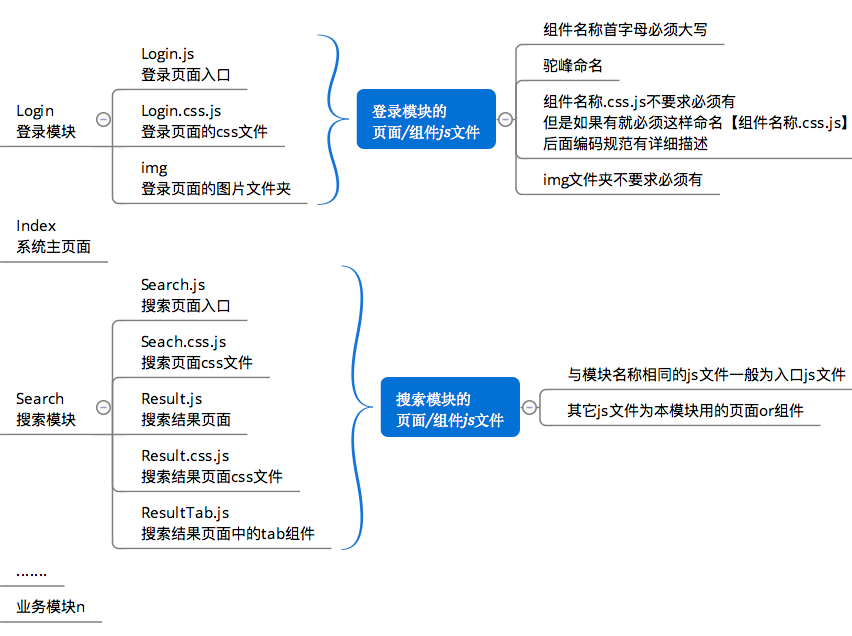 Login
登录模块
Login.js
登录页面入口
Login.css.js
登录页面的css文件
img
登录页面的图片文件夹
登录模块的
页面/组件js文件
组件名称首字母必须大写
驼峰命名
组件名称.css.js不要求必须有
但是如果有就必须这样命名【组件名称.css.js】
后面编码规范有详细描述
img文件夹不要求必须有
Index
系统主页面
Search
搜索模块
Search.js
搜索页面入口
Seach.css.js
搜索页面css文件
Result.js
搜索结果页面
Result.css.js
搜索结果页面css文件
ResultTab.js
搜索结果页面中的tab组件
搜索模块的
页面/组件js文件
与模块名称相同的js文件一般为入口js文件
其它js文件为本模块用的页面or组件
.......
业务模块n